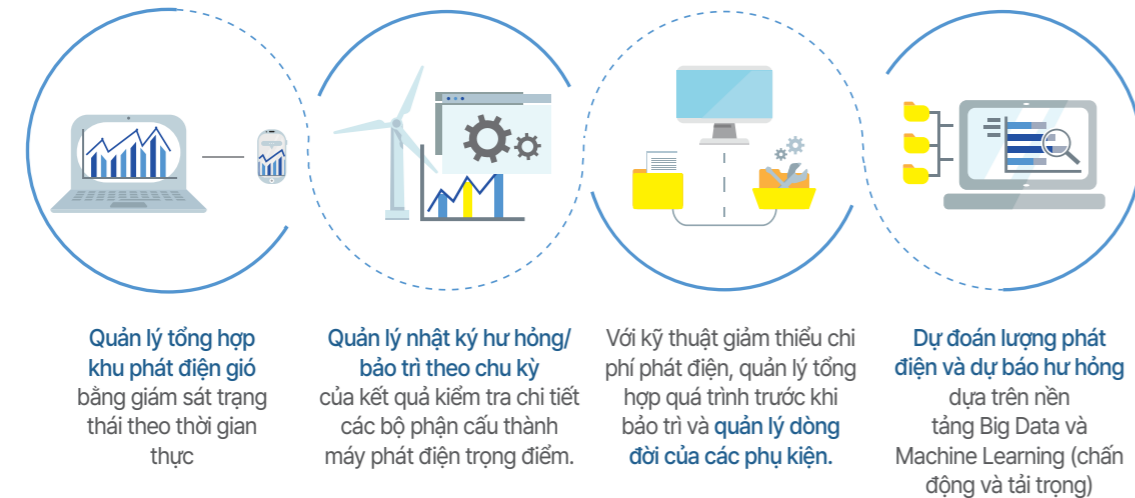 Quản lý tổng hợp
khu phát điện gió
bằng giám sát trạng
thái theo thời gian
thực
Quản lý nhật ký hư hỏng/
bảo trì theo chu kỳ
của kết quả kiểm tra chi tiết
các bộ phận cấu thành
máy phát điện trọng điểm.
Với kỹ thuật giảm thiểu chi
phí phát điện, quản lý tổng
hợp quá trình trước khi
bảo trì và quản lý dòng
đời của các phụ kiện.
Dự đoán lượng phát
điện và dự báo hư hỏng
dựa trên nền
tảng Big Data và
Machine Learning (chấn
động và tải trọng)